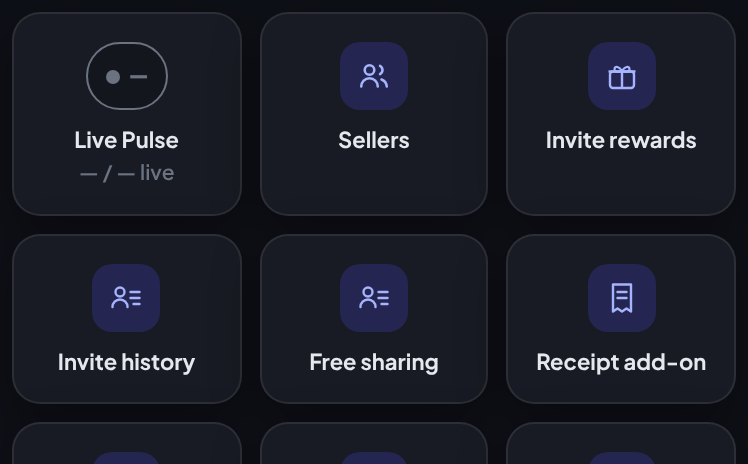 Live Pulse
— / — live
Sellers
Invite rewards
Invite history
Free sharing
Receipt add-on